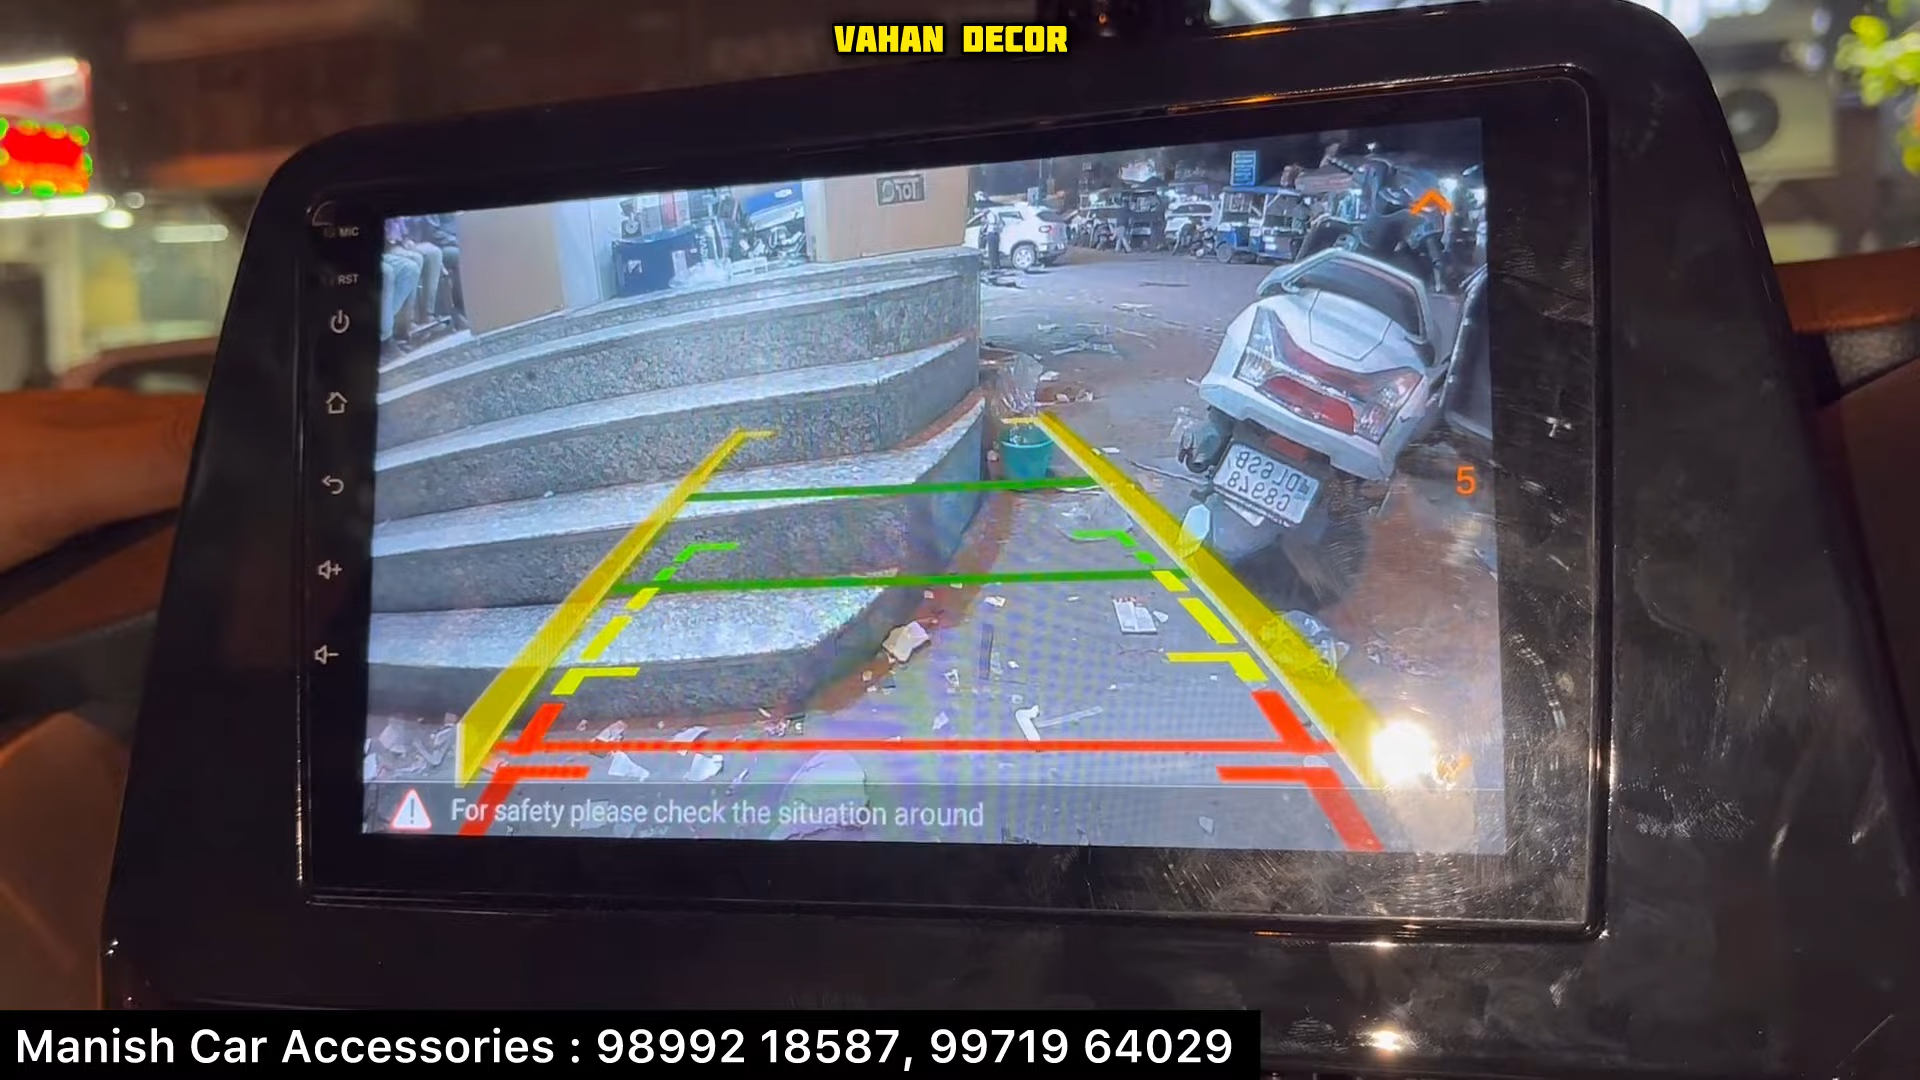 VAHAN DECOR
MIC
RST
5
DL6SB
For safety please check the situation around
Manish Car Accessories : 98992 18587, 99719 64029